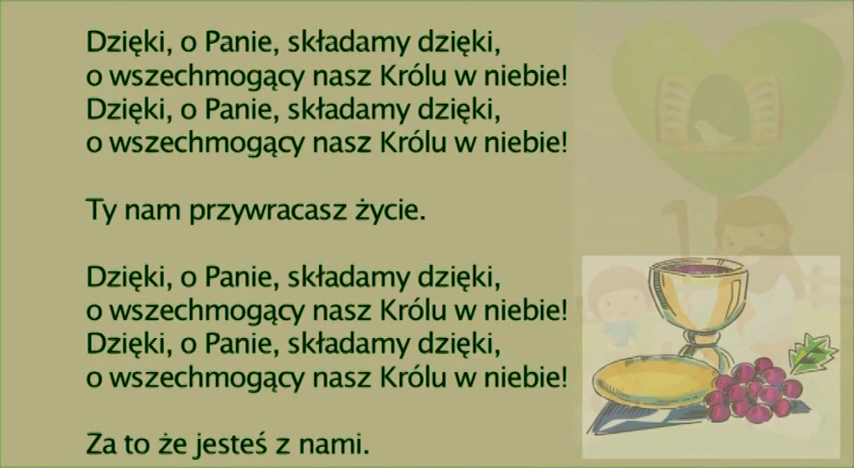 Dzięki, o Panie, składamy dzięki,
o wszechmogący nasz Królu w niebie!
Dzięki, o Panie, składamy dzięki,
o wszechmogący nasz Królu w niebie!
Ty nam przywracasz życie.
Dzięki, o Panie, składamy dzięki,
o wszechmogący nasz Królu w niebie!
Dzięki, o Panie, składamy dzięki,
o wszechmogący nasz Królu w niebie!
Za to że jesteś z nami.